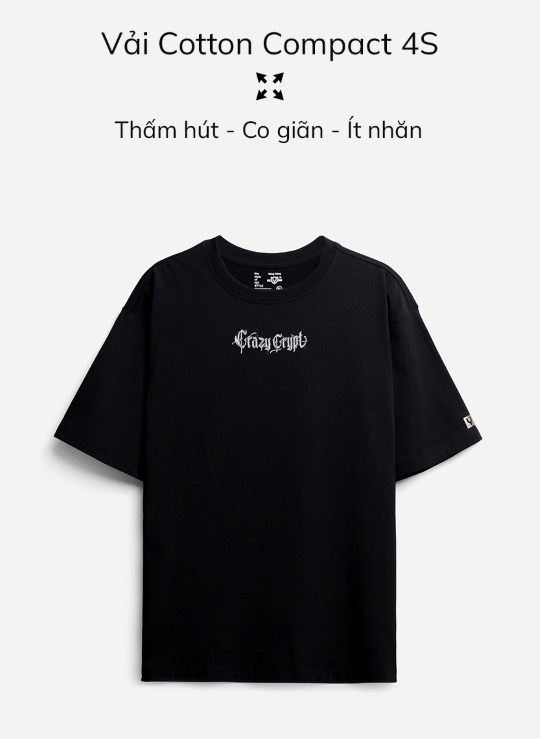 Vải Cotton Compact 4S
Thấm hút - Co giãn - Ít nhăn
Crazy Crypt